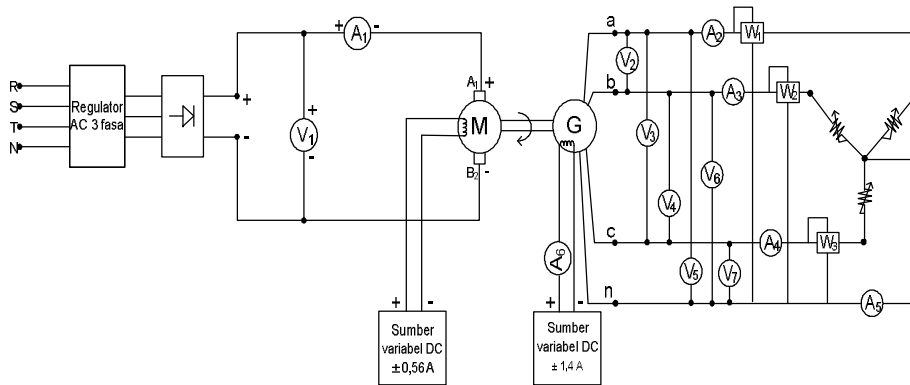 R
S
T
N
Regulator
AC 3 fasa
+
-
+
V1
-
+ A1 -
A1 +
M
B2 -
G
+ -
Sumber
variabel DC
±0,56A
A6
+ -
Sumber
variabel DC
± 1,4 A
a
b
c
n
V2
V3
V4
V5
V6
V7
A2
W1
A3
W2
A4
W3
A5